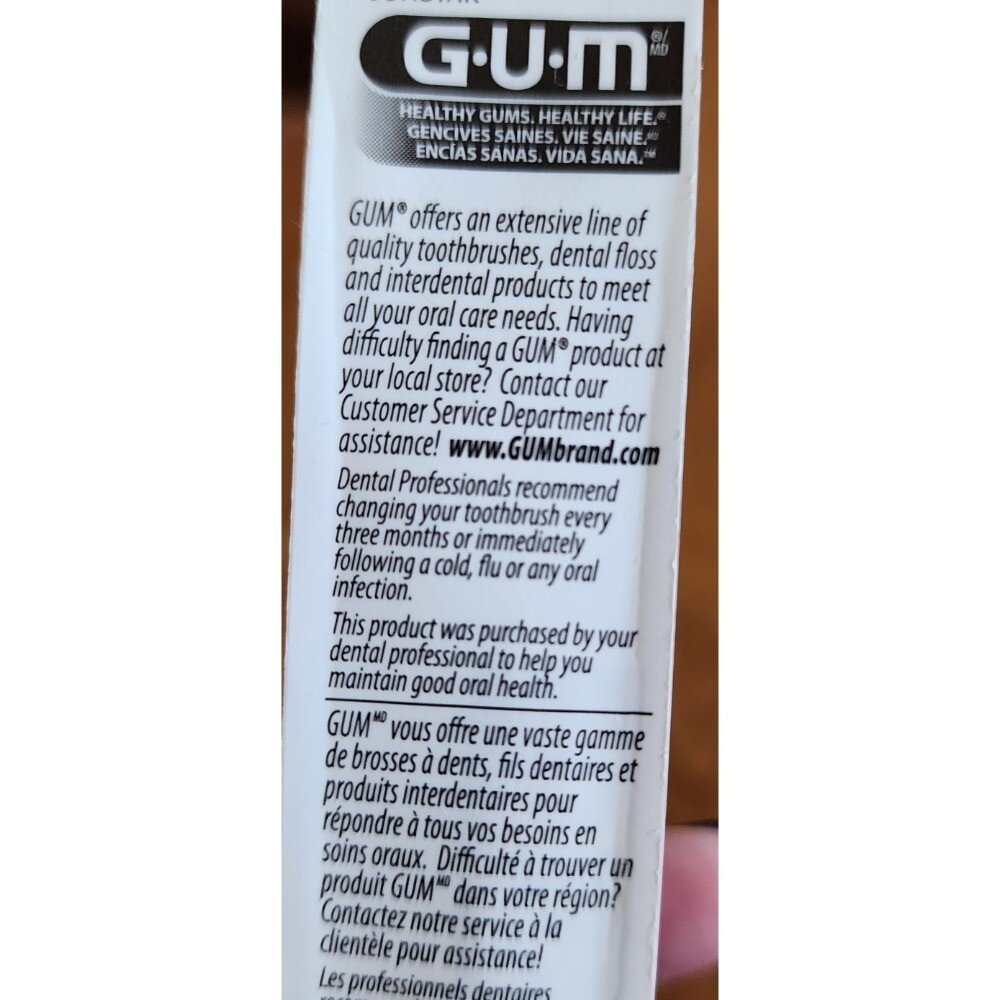 G·U·M®/MD
HEALTHY GUMS. HEALTHY LIFE.®
GENCIVES SAINES. VIE SAINE.MD
ENCÍAS SANAS. VIDA SANA.™
GUM® offers an extensive line of
quality toothbrushes, dental floss
and interdental products to meet
all your oral care needs. Having
difficulty finding a GUM® product at
your local store? Contact our
Customer Service Department for
assistance! www.GUMbrand.com
Dental Professionals recommend
changing your toothbrush every
three months or immediately
following a cold, flu or any oral
infection.
This product was purchased by your
dental professional to help you
maintain good oral health.
GUMMD vous offre une vaste gamme
de brosses à dents, fils dentaires et
produits interdentaires pour
répondre à tous vos besoins en
soins oraux. Difficulté à trouver un
produit GUMMD dans votre région?
Contactez notre service à la
clientèle pour assistance!
Les professionnels dentaires